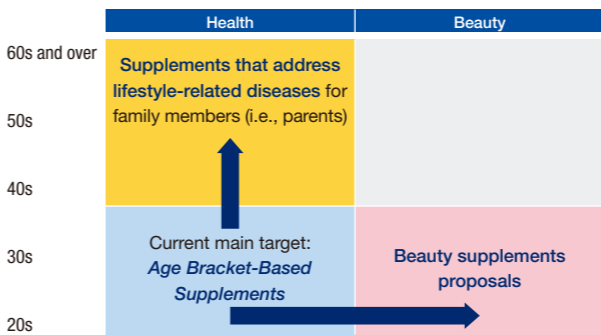 Health
Beauty
60s and over
50s
40s
30s
20s
Supplements that address
lifestyle-related diseases for
family members (i.e., parents)
Current main target:
Age Bracket-Based
Supplements
Beauty supplements
proposals